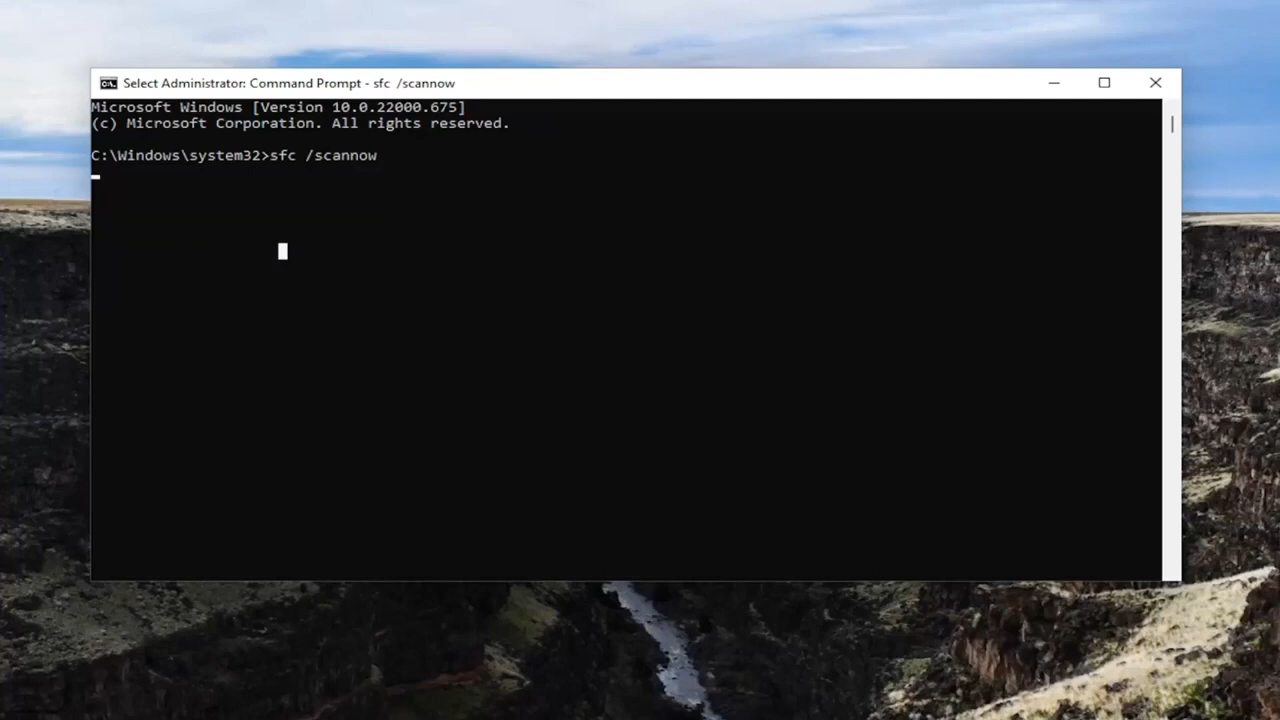 Select Administrator: Command Prompt - sfc /scannow
Microsoft Windows [Version 10.0.22000.675]
(c) Microsoft Corporation. All rights reserved.
C:\Windows\system32>sfc /scannow